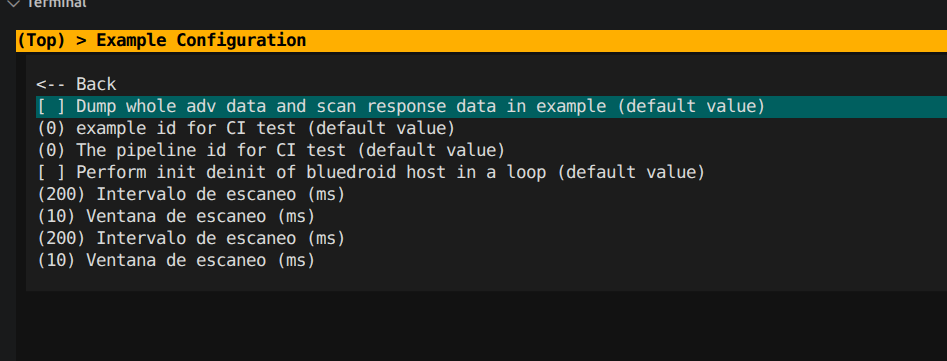 Terminal
(Top) > Example Configuration
<-- Back
[ ] Dump whole adv data and scan response data in example (default value)
(0) example id for CI test (default value)
(0) The pipeline id for CI test (default value)
[ ] Perform init deinit of bluedroid host in a loop (default value)
(200) Intervalo de escaneo (ms)
(10) Ventana de escaneo (ms)
(200) Intervalo de escaneo (ms)
(10) Ventana de escaneo (ms)